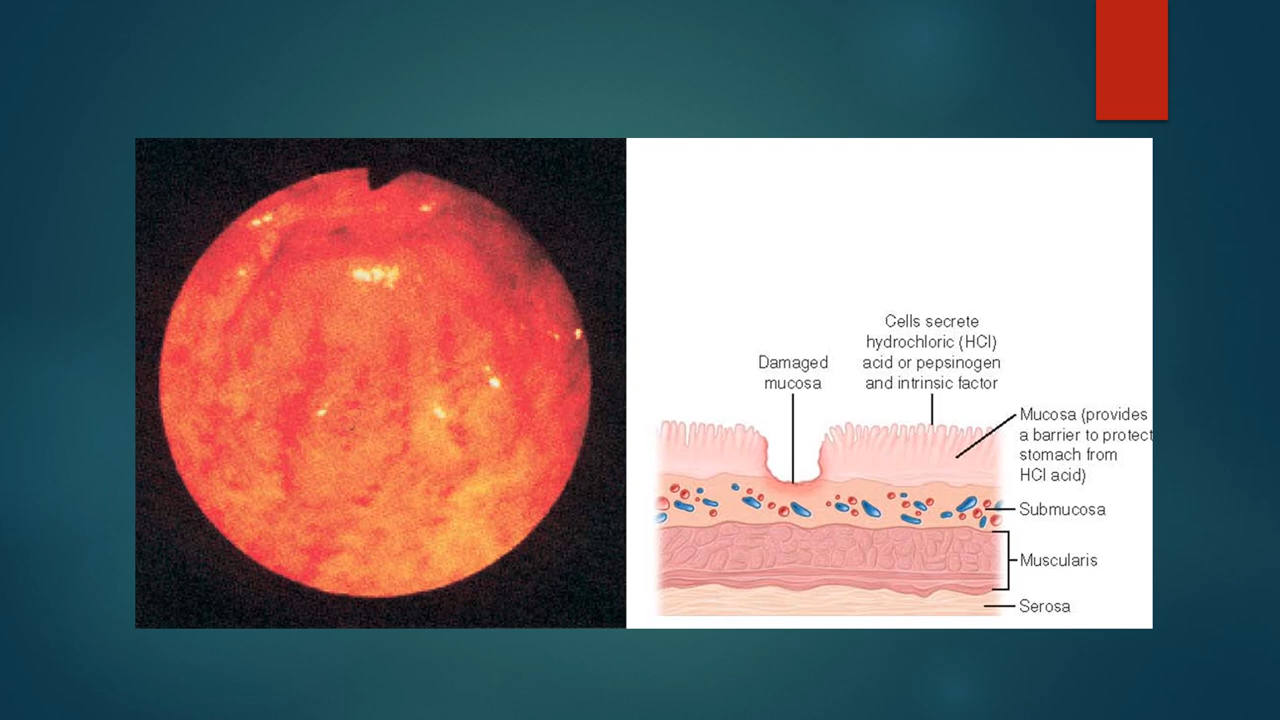 Cells secrete
hydrochloric (HCl)
acid or pepsinogen
and intrinsic factor
Damaged
mucosa
Mucosa (provides
a barrier to protect
stomach from
HCl acid)
Submucosa
Muscularis
Serosa